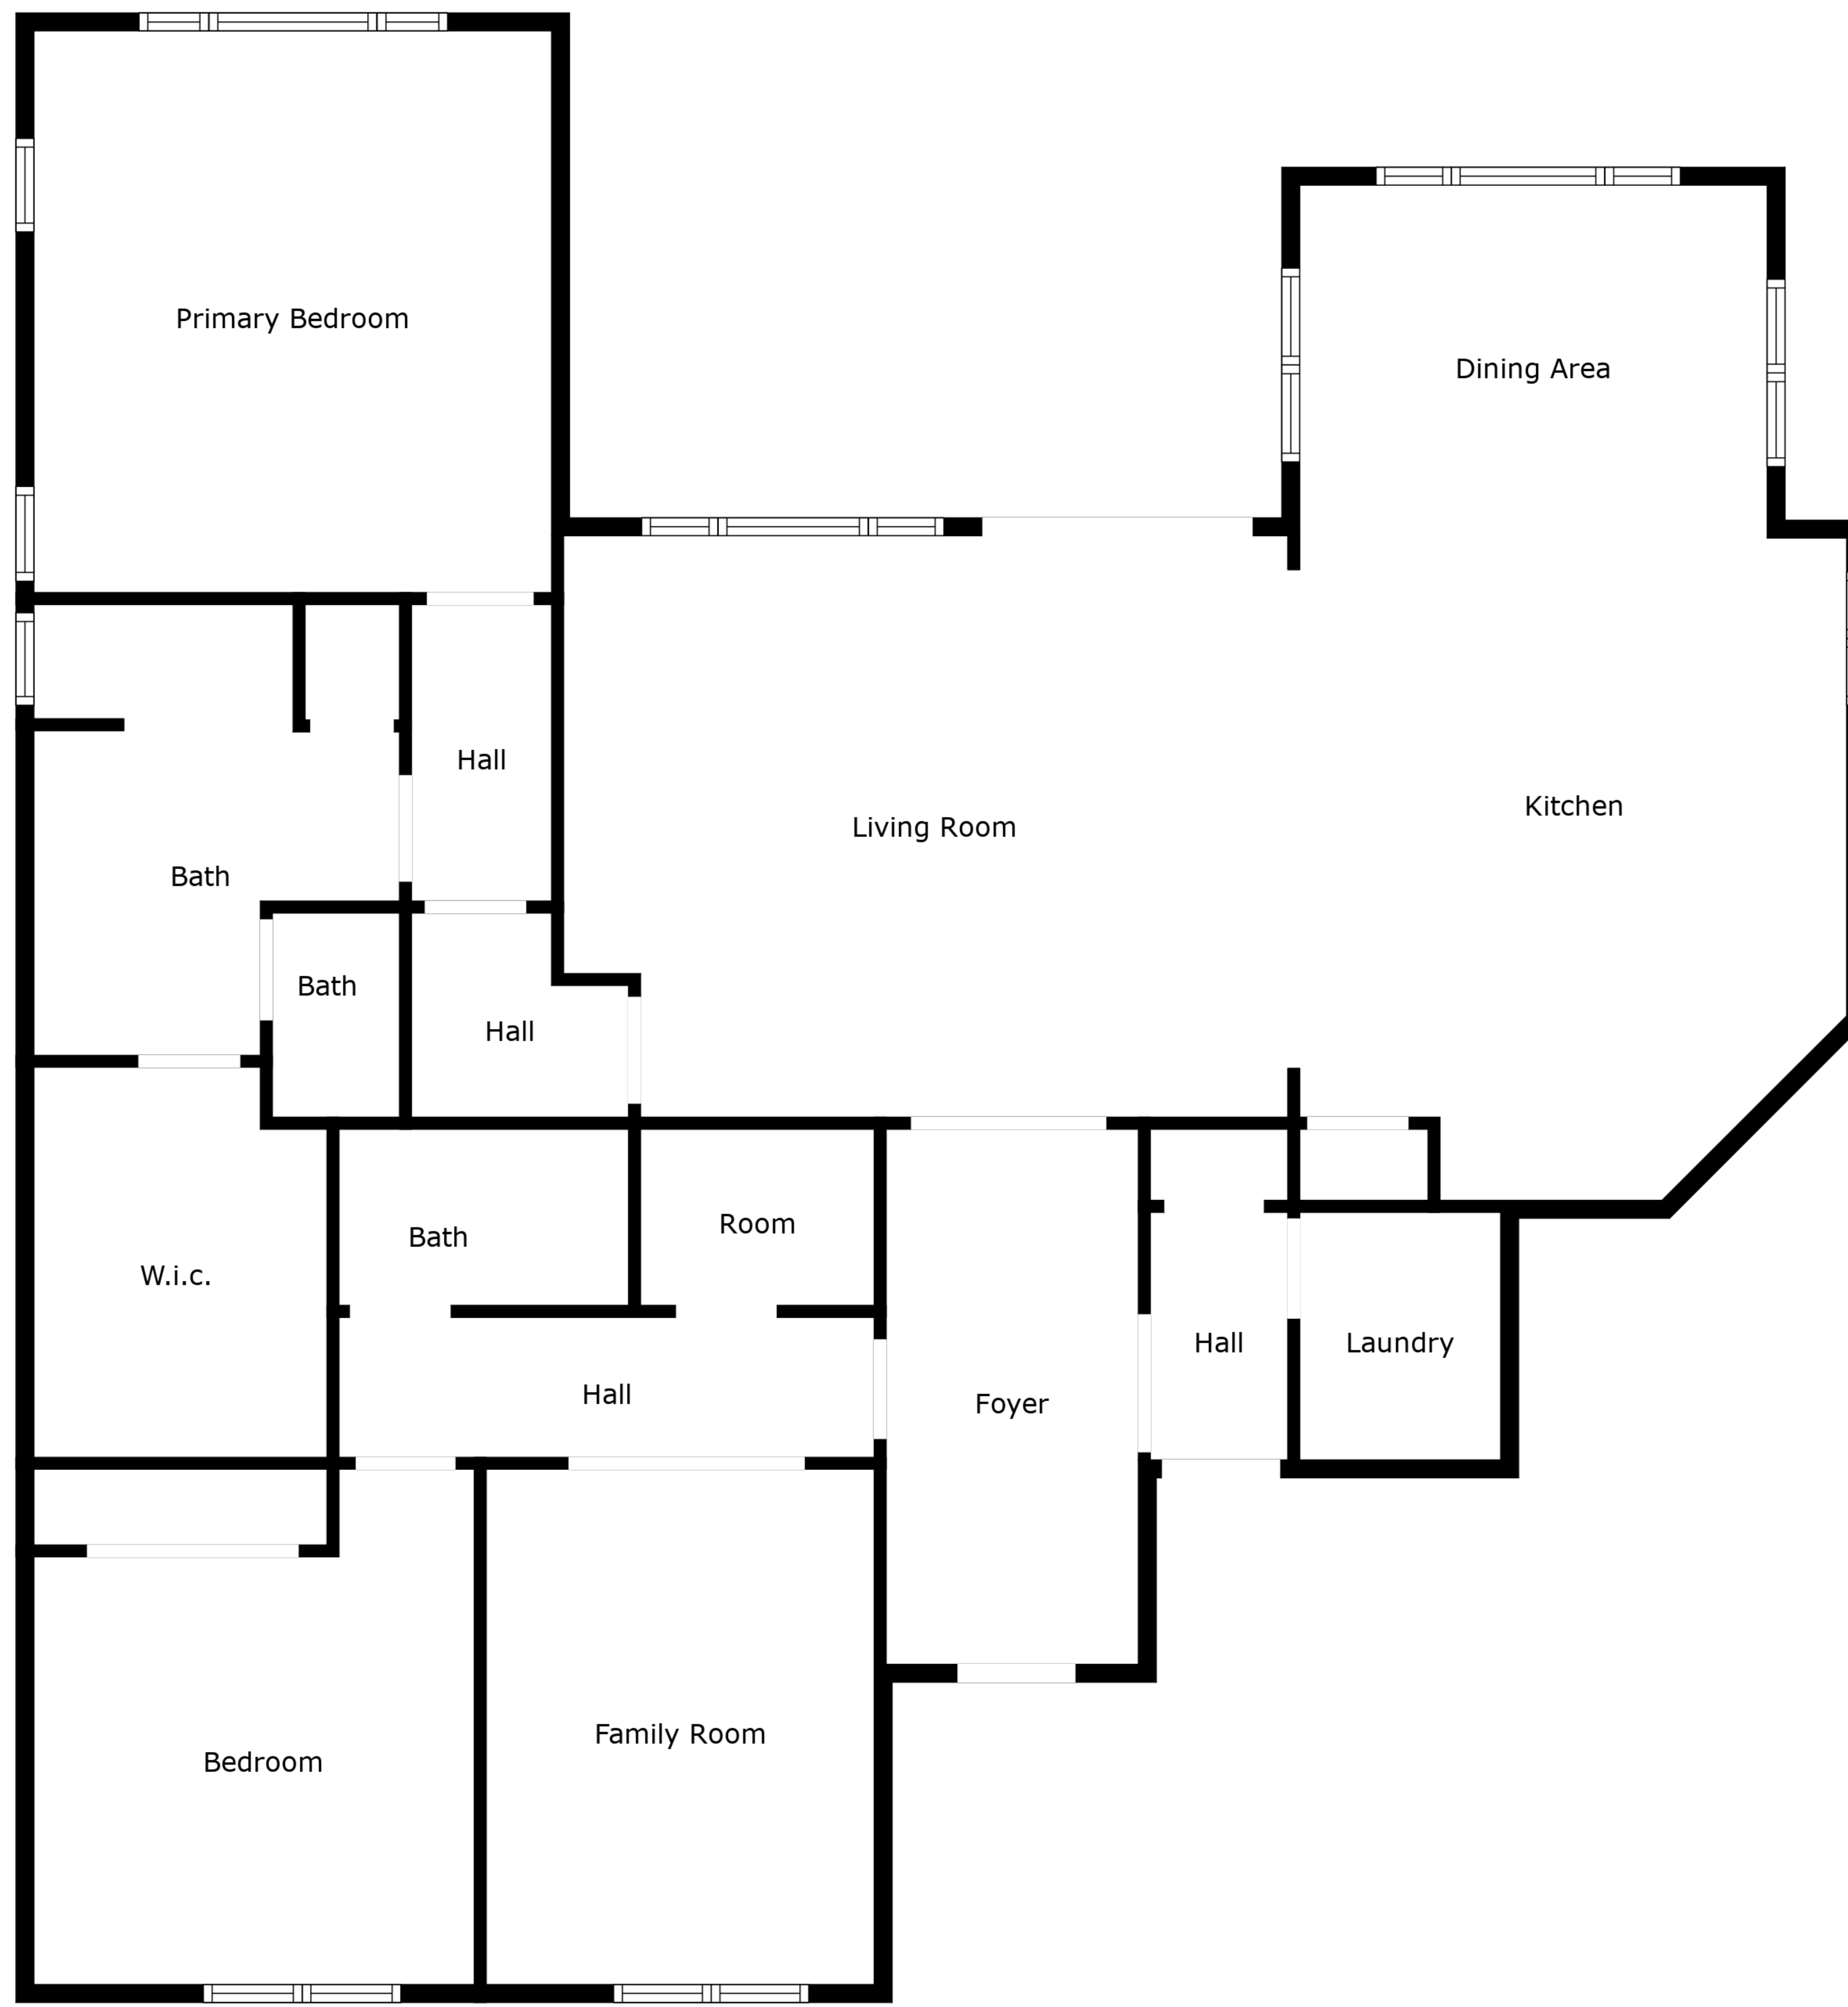 Primary Bedroom
Dining Area
Hall
Kitchen
Living Room
Bath
Bath
Hall
Room
Bath
W.i.c.
Hall
Laundry
Hall
Foyer
Family Room
Bedroom